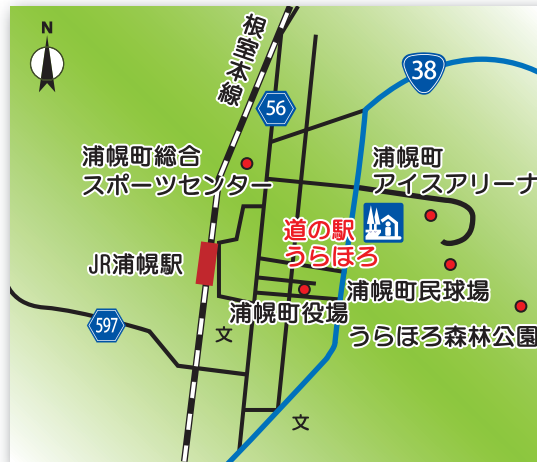 N
根室本線
38
56
浦幌町総合
スポーツセンター
浦幌町
アイスアリーナ
道の駅
うらほろ
JR浦幌駅
浦幌町民球場
浦幌町役場
597
文
うらほろ森林公園
文